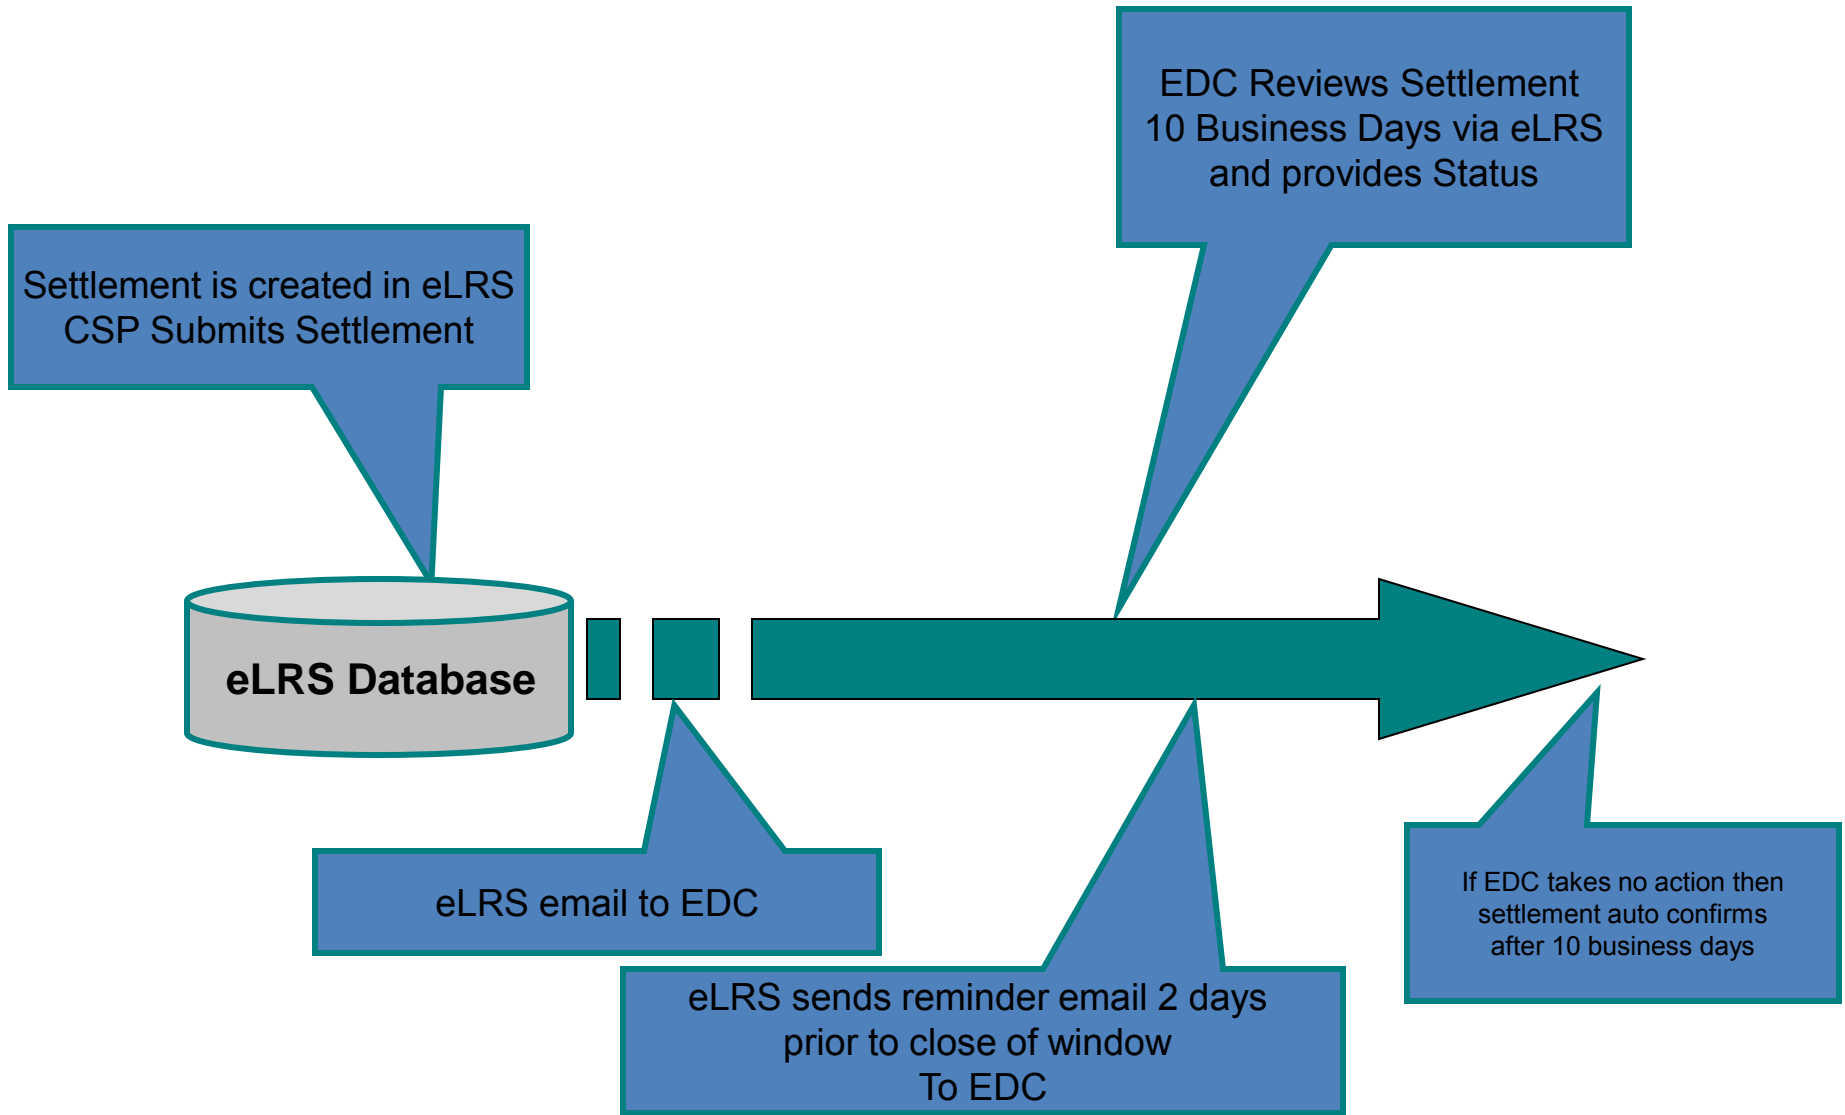 EDC Reviews Settlement
10 Business Days via eLRS
and provides Status
Settlement is created in eLRS
CSP Submits Settlement
eLRS Database
eLRS email to EDC
If EDC takes no action then
settlement auto confirms
after 10 business days
eLRS sends reminder email 2 days
prior to close of window
To EDC